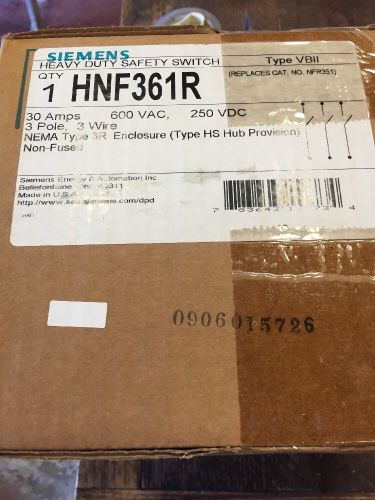 SIEMENS
HEAVY DUTY SAFETY SWITCH
Type VBII
(REPLACES CAT. NO. NFR351)
QTY
1 HNF361R
30 Amps 600 VAC, 250 VDC
3 Pole, 3 Wire
NEMA Type 3R Enclosure (Type HS Hub Provision)
Non-Fused
Siemens Energy & Automation Inc.
Bellefontaine,
Made in U.S.A.
0906015726